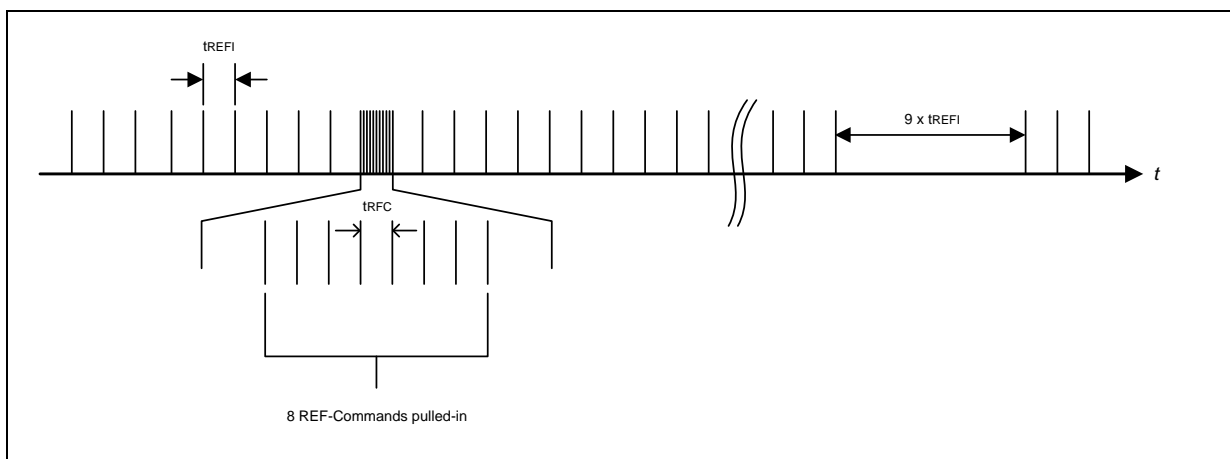 tREFI
9 x tREFI
t
tRFC
8 REF-Commands pulled-in